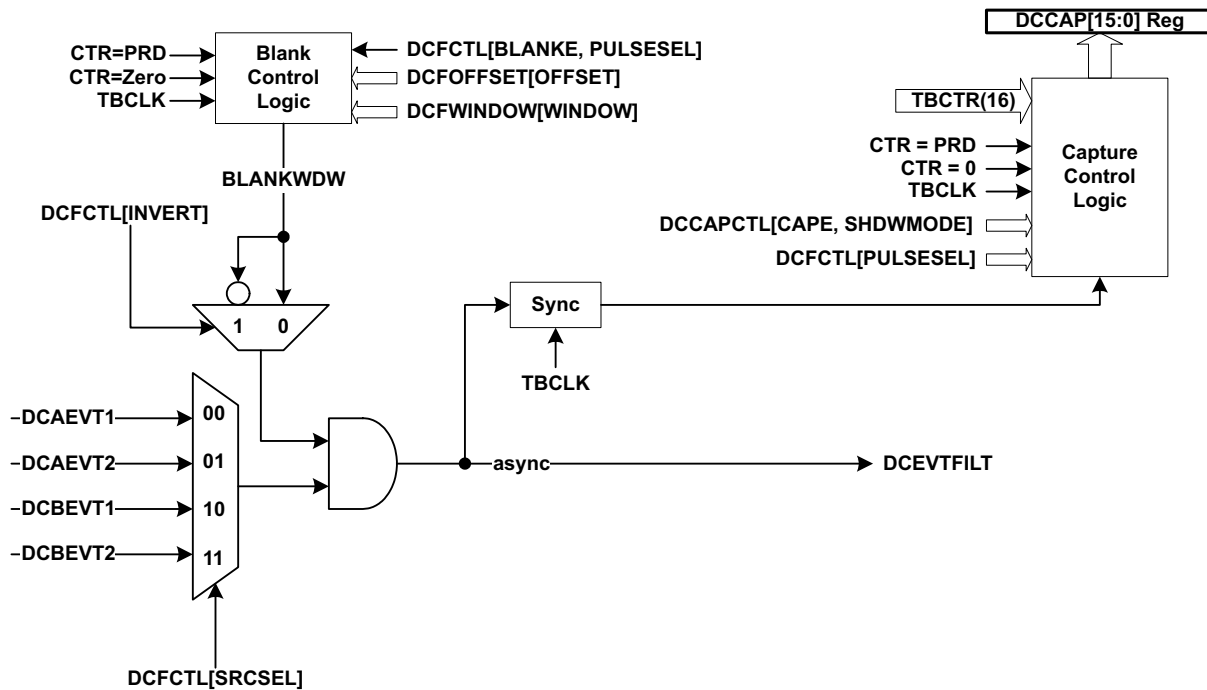 DCCAP[15:0] Reg
CTR=PRD
CTR=Zero
TBCLK
Blank
Control
Logic
DCFCTL[BLANKE, PULSESEL]
DCFOFFSET[OFFSET]
DCFWINDOW[WINDOW]
TBCTR(16)
CTR = PRD
CTR = 0
TBCLK
DCCAPCTL[CAPE, SHDWMODE]
DCFCTL[PULSESEL]
Capture
Control
Logic
BLANKWDW
DCFCTL[INVERT]
1 0
Sync
TBCLK
DCAEVT1
DCAEVT2
DCBEVT1
DCBEVT2
00
01
10
11
async
DCEVTFILT
DCFCTL[SRCSEL]